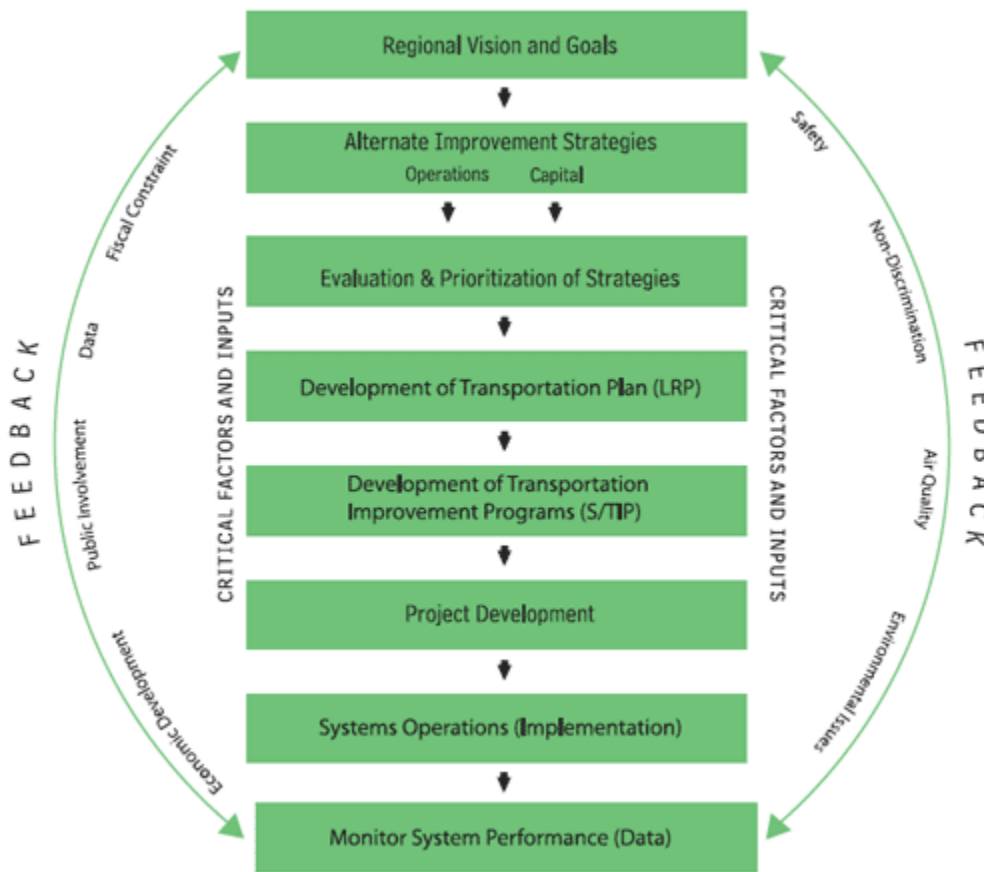 Regional Vision and Goals
Alternate Improvement Strategies
Operations Capital
Evaluation & Prioritization of Strategies
Development of Transportation Plan (LRP)
Development of Transportation
Improvement Programs (S/TIP)
Project Development
Systems Operations (Implementation)
Monitor System Performance (Data)
FEEDBACK
Fiscal Constraint
Data
Public Involvement
Economic Development
CRITICAL FACTORS AND INPUTS
CRITICAL FACTORS AND INPUTS
Safety
Non-Discrimination
Air Quality
Environmental Issues
FEEDBACK